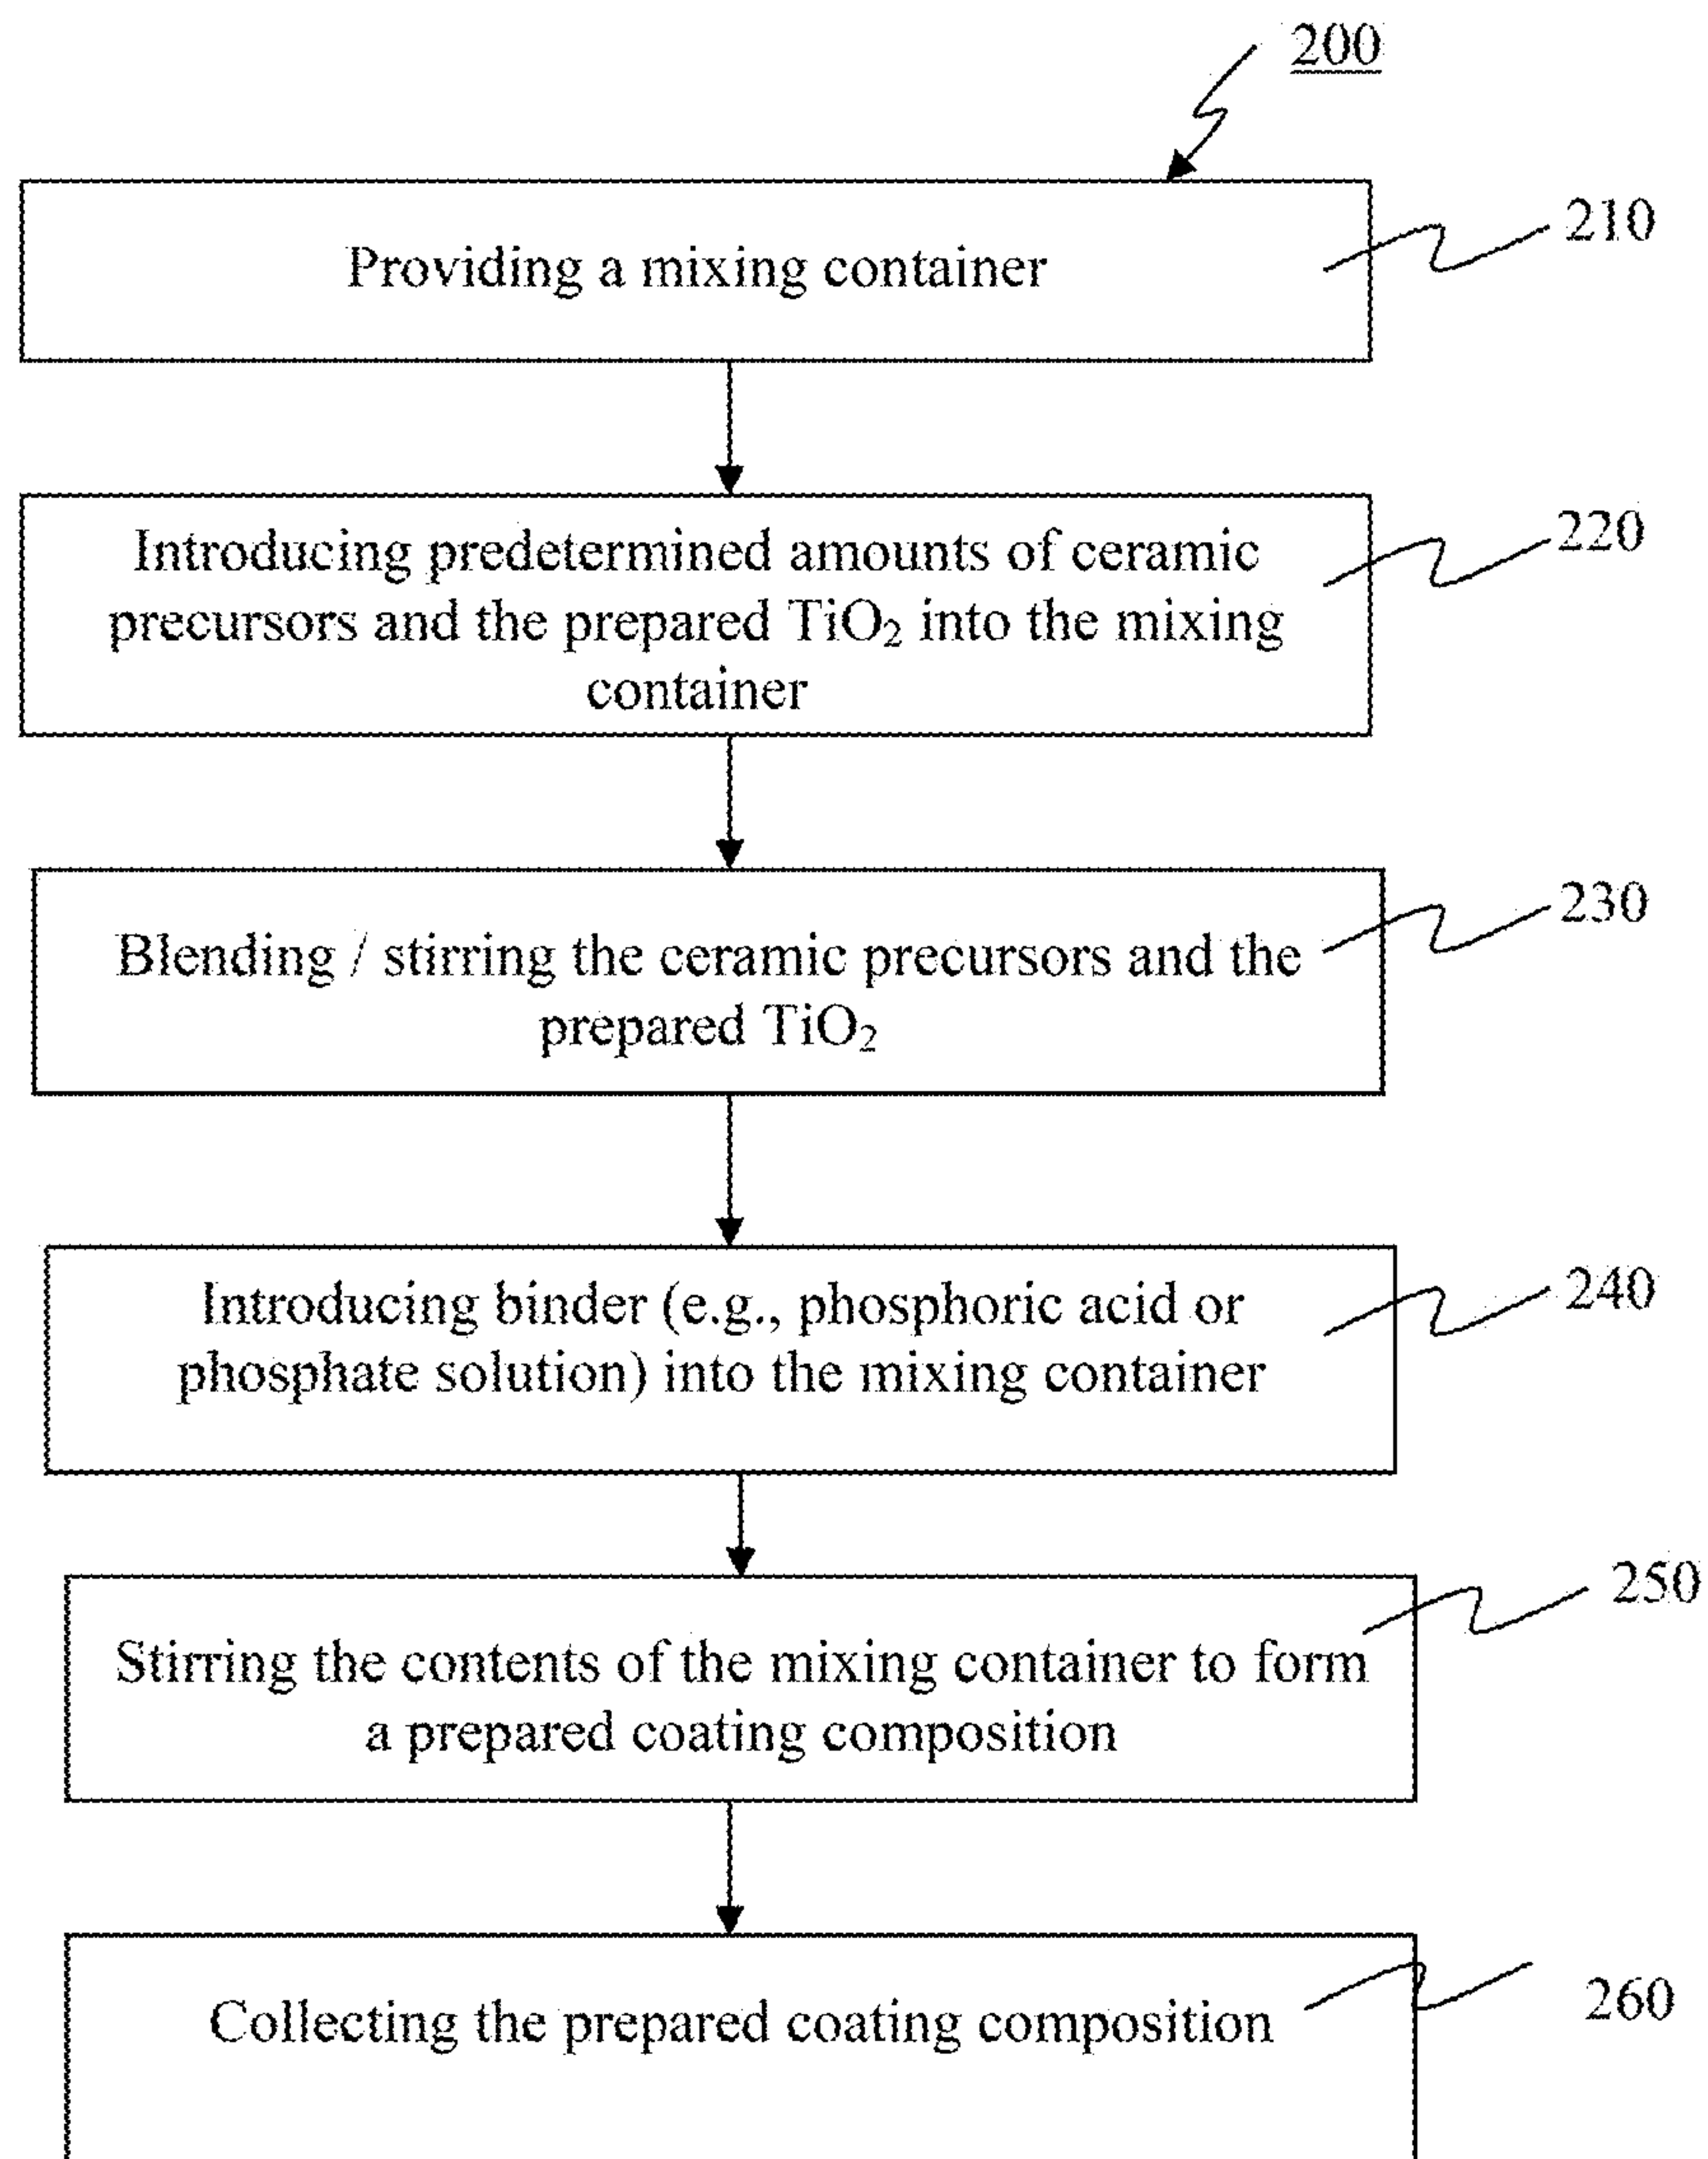 200
Providing a mixing container
210
Introducing predetermined amounts of ceramic
precursors and the prepared TiO₂ into the mixing
container
220
Blending / stirring the ceramic precursors and the
prepared TiO₂
230
Introducing binder (e.g., phosphoric acid or
phosphate solution) into the mixing container
240
Stirring the contents of the mixing container to form
a prepared coating composition
250
Collecting the prepared coating composition
260